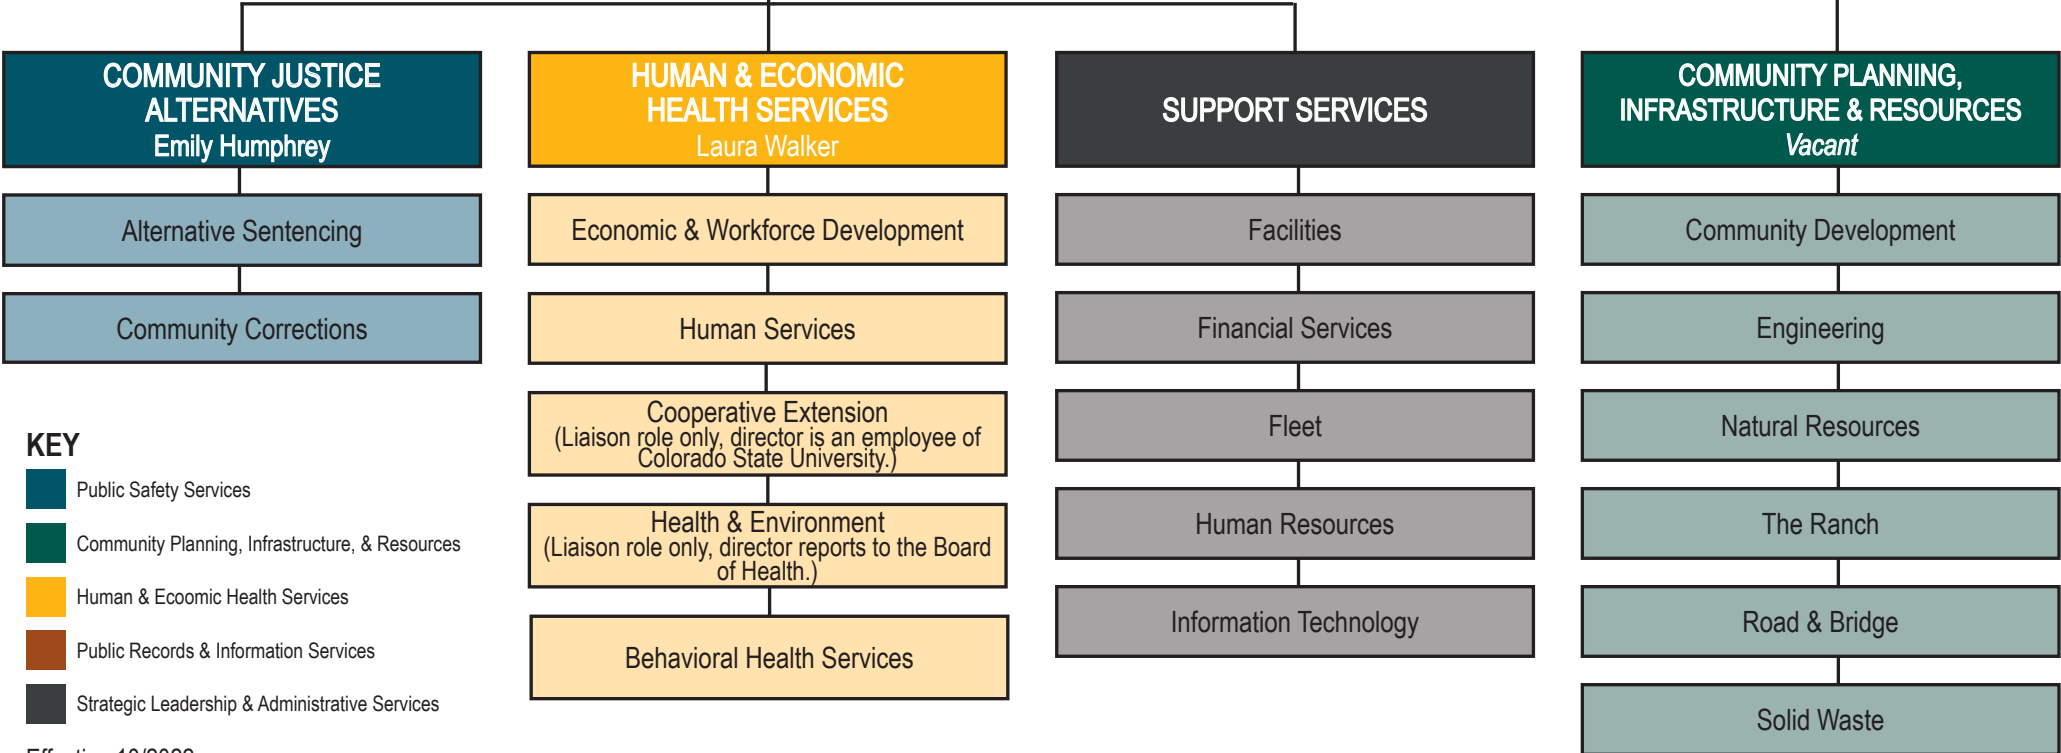 COMMUNITY JUSTICE
ALTERNATIVES
Emily Humphrey
Alternative Sentencing
Community Corrections
HUMAN & ECONOMIC
HEALTH SERVICES
Laura Walker
Economic & Workforce Development
Human Services
Cooperative Extension
(Liaison role only, director is an employee of
Colorado State University.)
Health & Environment
(Liaison role only, director reports to the Board
of Health.)
Behavioral Health Services
SUPPORT SERVICES
Facilities
Financial Services
Fleet
Human Resources
Information Technology
COMMUNITY PLANNING,
INFRASTRUCTURE & RESOURCES
Vacant
Community Development
Engineering
Natural Resources
The Ranch
Road & Bridge
Solid Waste
KEY
Public Safety Services
Community Planning, Infrastructure, & Resources
Human & Ecoomic Health Services
Public Records & Information Services
Strategic Leadership & Administrative Services